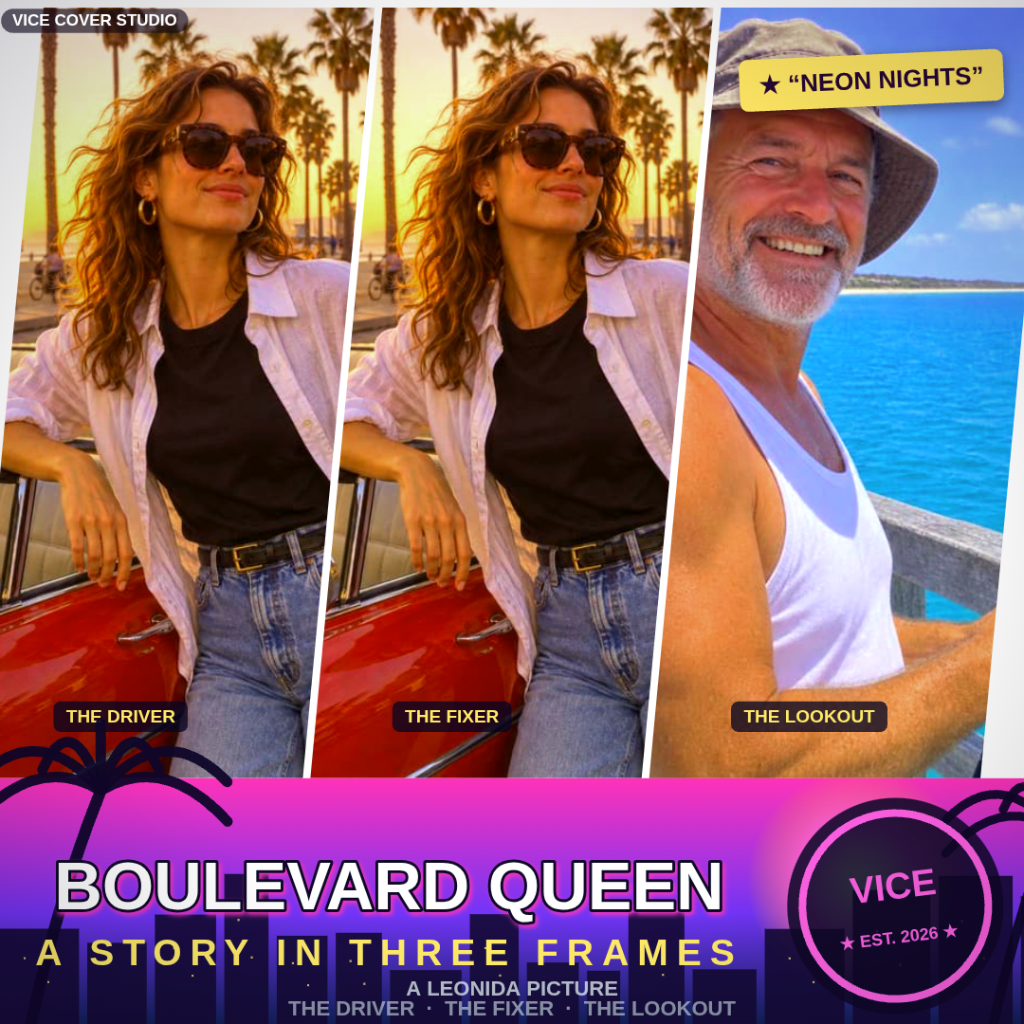 VICE COVER STUDIO
★ “NEON NIGHTS”
THE DRIVER
THE FIXER
THE LOOKOUT
BOULEVARD QUEEN
A STORY IN THREE FRAMES
A LEONIDA PICTURE
THE DRIVER · THE FIXER · THE LOOKOUT
VICE
★ EST. 2026 ★